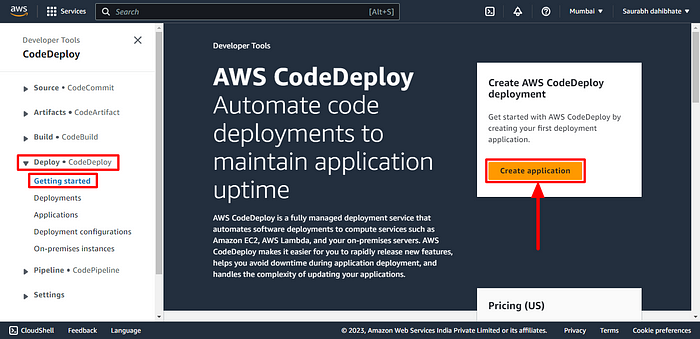 aws
Services
Search
[Alt+S]
Mumbai
Saurabh dahibhate
Developer Tools
CodeDeploy
Source • CodeCommit
Artifacts • CodeArtifact
Build • CodeBuild
Deploy • CodeDeploy
Getting started
Deployments
Applications
Deployment configurations
On-premises instances
Pipeline • CodePipeline
Settings
Developer Tools
AWS CodeDeploy
Automate code
deployments to
maintain application
uptime
AWS CodeDeploy is a fully managed deployment service that
automates software deployments to compute services such as
Amazon EC2, AWS Lambda, and your on-premises servers. AWS
CodeDeploy makes it easier for you to rapidly release new features,
helps you avoid downtime during application deployment, and
handles the complexity of updating your applications.
Create AWS CodeDeploy
deployment
Get started with AWS CodeDeploy by
creating your first deployment
application.
Create application
Pricing (US)
CloudShell
Feedback
Language
© 2023, Amazon Web Services India Private Limited or its affiliates.
Privacy
Terms
Cookie preferences